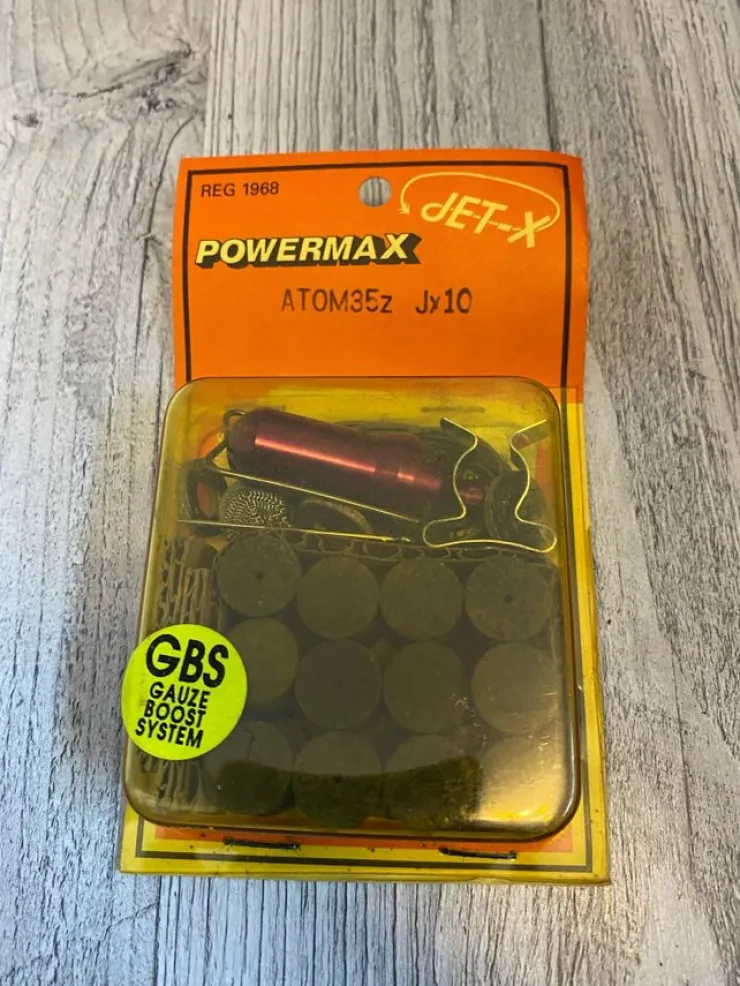 REG 1968
JET-X
POWERMAX
ATOM35z Jx10
GBS
GAUZE
BOOST
SYSTEM